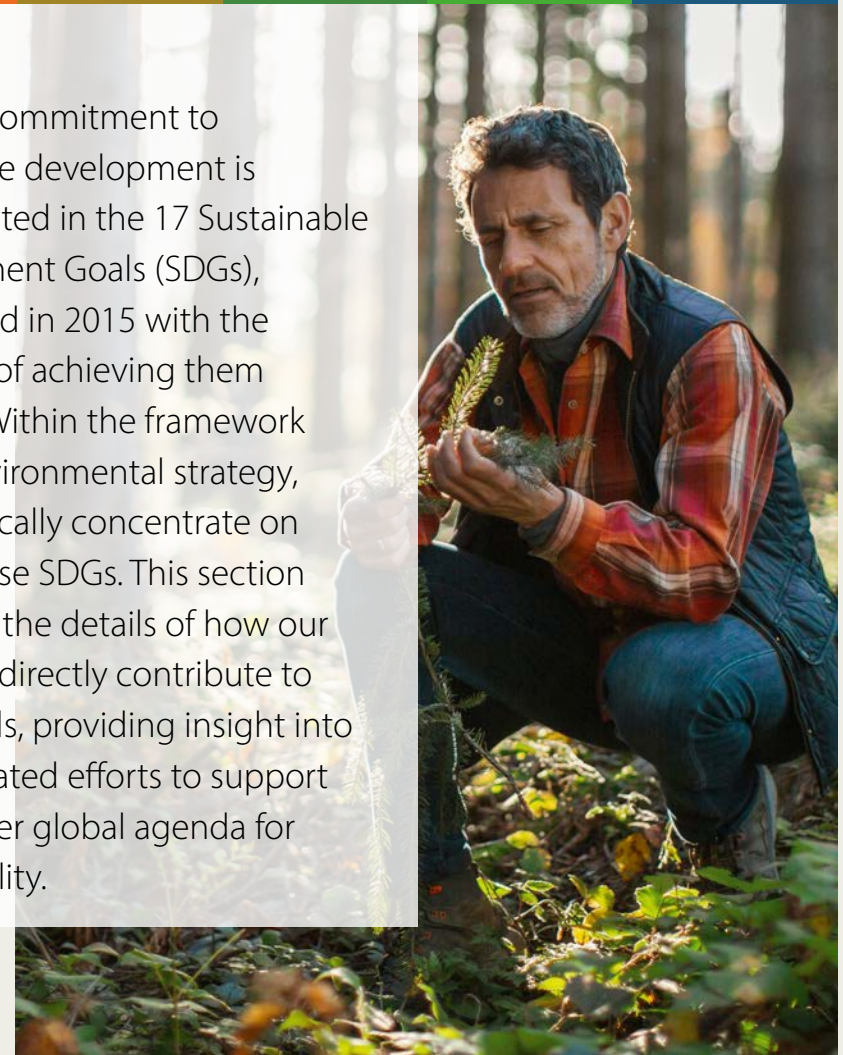 ommitment to
e development is
ted in the 17 Sustainable
ment Goals (SDGs),
d in 2015 with the
of achieving them
Within the framework
vironmental strategy,
cally concentrate on
se SDGs. This section
the details of how our
directly contribute to
ls, providing insight into
ated efforts to support
er global agenda for
lity.